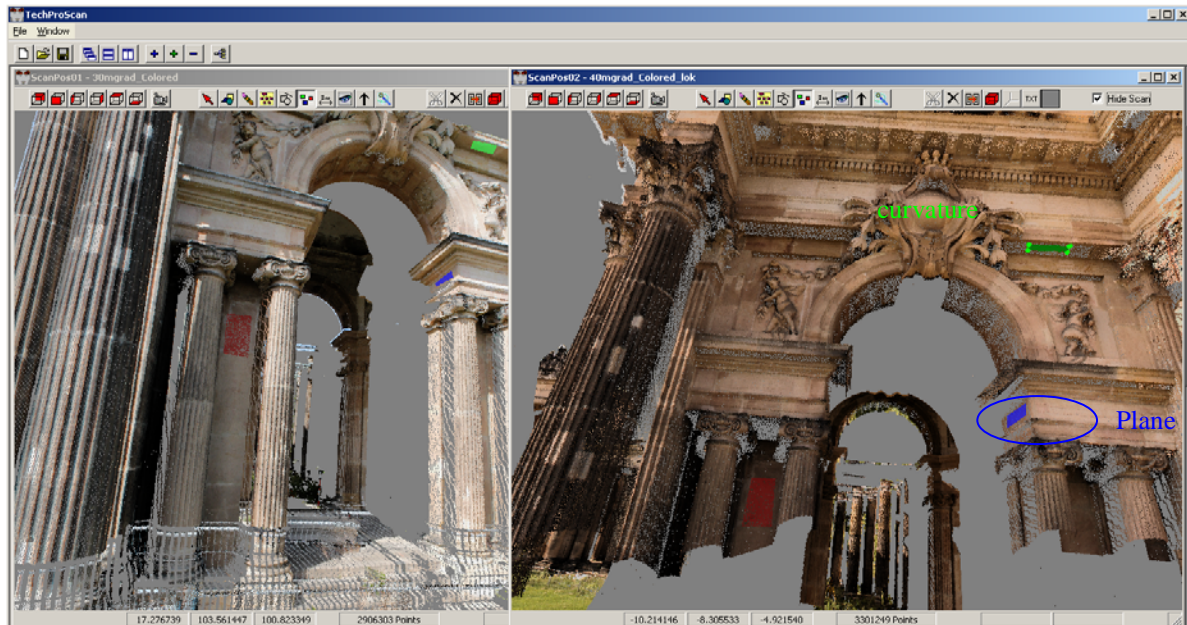 TechProScan
File Window
ScanPos01 - 30mgrad_Colored
ScanPos02 - 40mgrad_Colored_lok
TXT
Hide Scan
curvature
Plane
17.276739 103.561447 100.823349 2906303 Points
-10.214146 -8.305533 -4.921540 3301249 Points